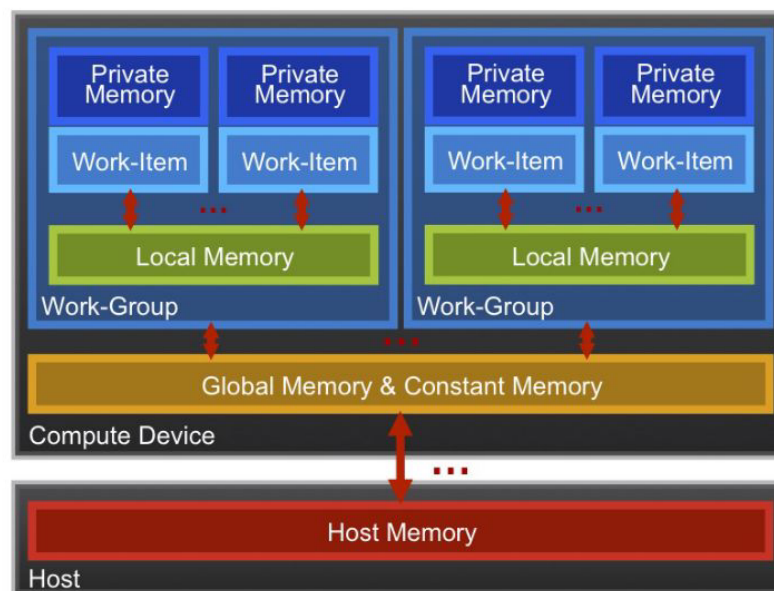 Private Memory
Private Memory
Private Memory
Private Memory
Work-Item
Work-Item
Work-Item
Work-Item
...
...
Local Memory
Local Memory
Work-Group
Work-Group
...
Global Memory & Constant Memory
Compute Device
...
Host Memory
Host